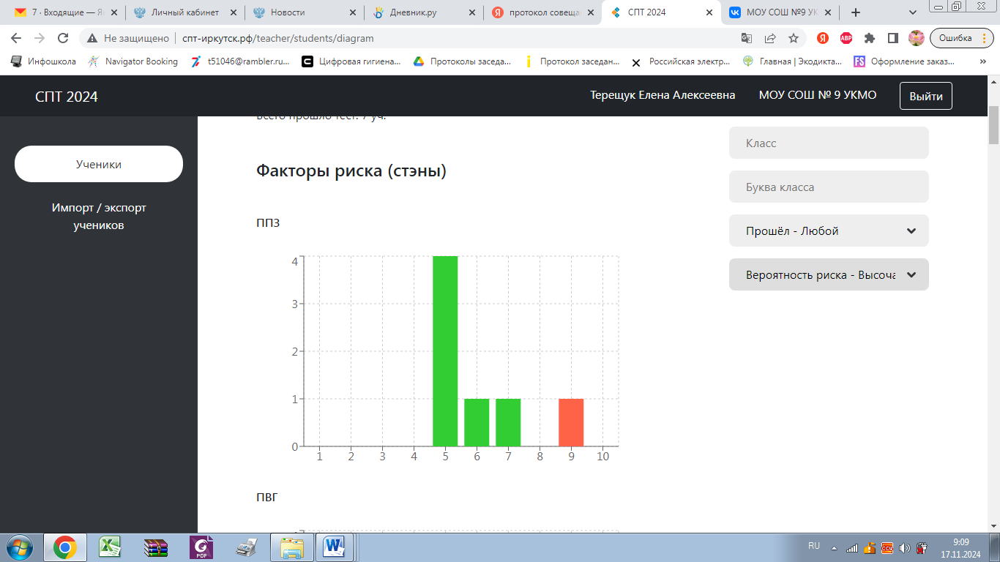 7 · Входящие — Я
Личный кабинет
Новости
Дневник.ру
протокол совеща
СПТ 2024
МОУ СОШ №9 УК
Не защищено
спт-иркутск.рф/teacher/students/diagram
Ошибка
Инфошкола
Navigator Booking
t51046@rambler.ru...
Цифровая гигиена...
Протоколы заседа...
Протокол заседан...
Российская электр...
Главная | Экодикта...
Оформление заказ...
СПТ 2024
Терещук Елена Алексеевна
МОУ СОШ № 9 УКМО
Выйти
Всего прошло тест: 7 уч.
Ученики
Импорт / экспорт
учеников
Факторы риска (стэны)
Класс
Буква класса
Прошёл - Любой
Вероятность риска - Высоча
ППЗ
4
3
2
1
0
1 2 3 4 5 6 7 8 9 10
ПВГ
RU
9:09
17.11.2024